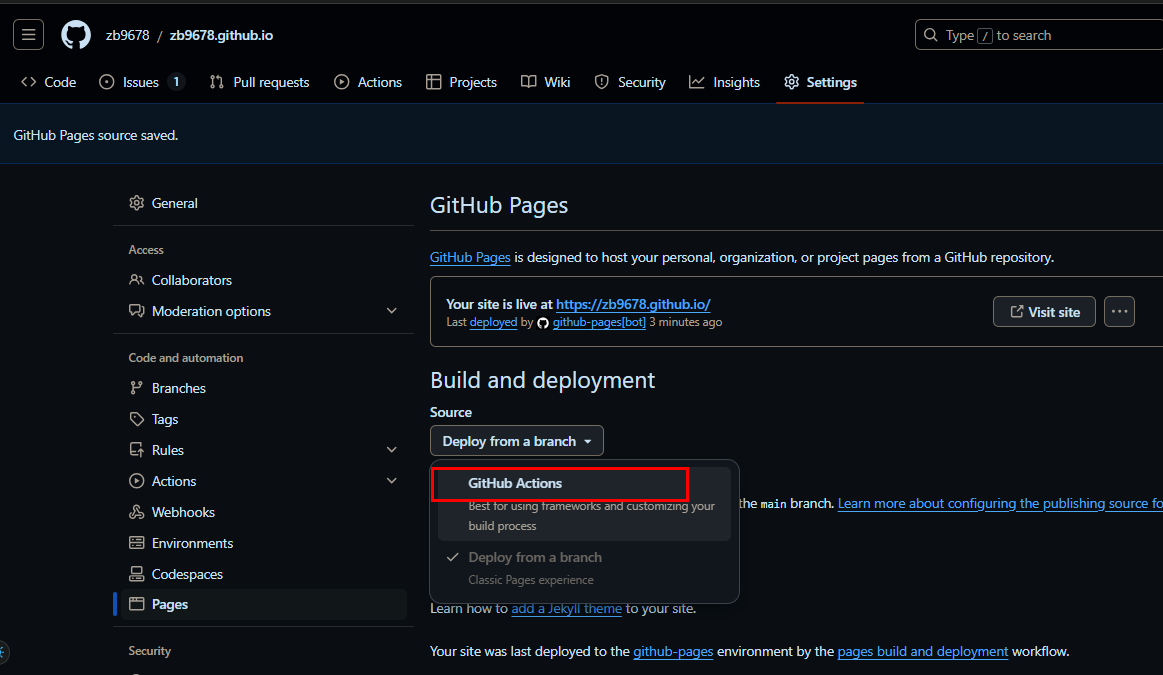 zb9678 / zb9678.github.io
Type / to search
Code Issues 1 Pull requests Actions Projects Wiki Security Insights Settings
GitHub Pages source saved.
General
Access
Collaborators
Moderation options
Code and automation
Branches
Tags
Rules
Actions
Webhooks
Environments
Codespaces
Pages
Security
GitHub Pages
GitHub Pages is designed to host your personal, organization, or project pages from a GitHub repository.
Your site is live at https://zb9678.github.io/
Last deployed by github-pages[bot] 3 minutes ago
Visit site
Build and deployment
Source
Deploy from a branch
GitHub Actions
Best for using frameworks and customizing your
build process
Deploy from a branch
Classic Pages experience
the main branch. Learn more about configuring the publishing source fo
Learn how to add a Jekyll theme to your site.
Your site was last deployed to the github-pages environment by the pages build and deployment workflow.